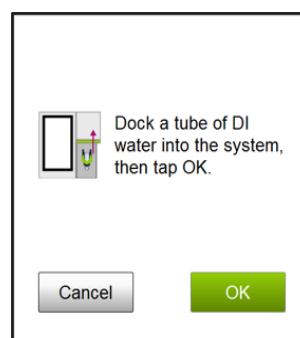 Dock a tube of DI
water into the system,
then tap OK.
Cancel
OK